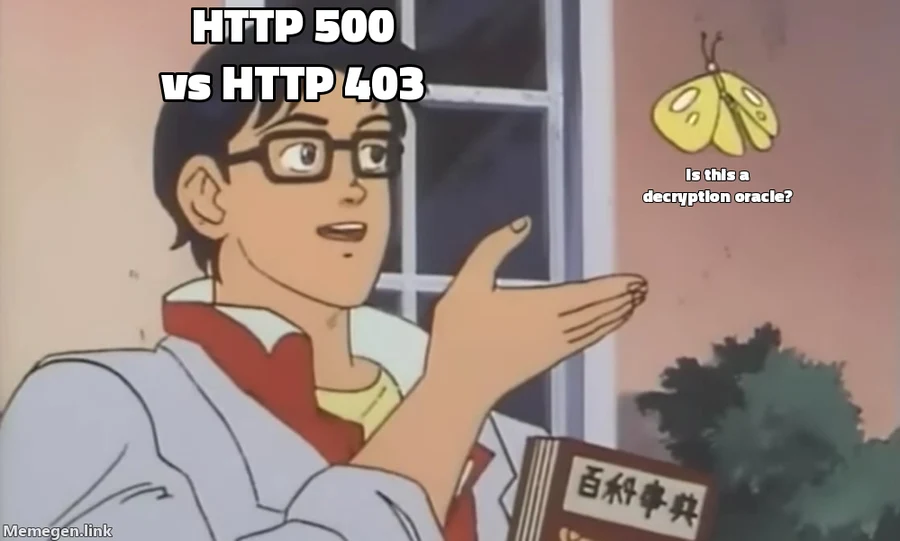 HTTP 500
vs HTTP 403
is this a
decryption oracle?
百科事典
Memegen.link